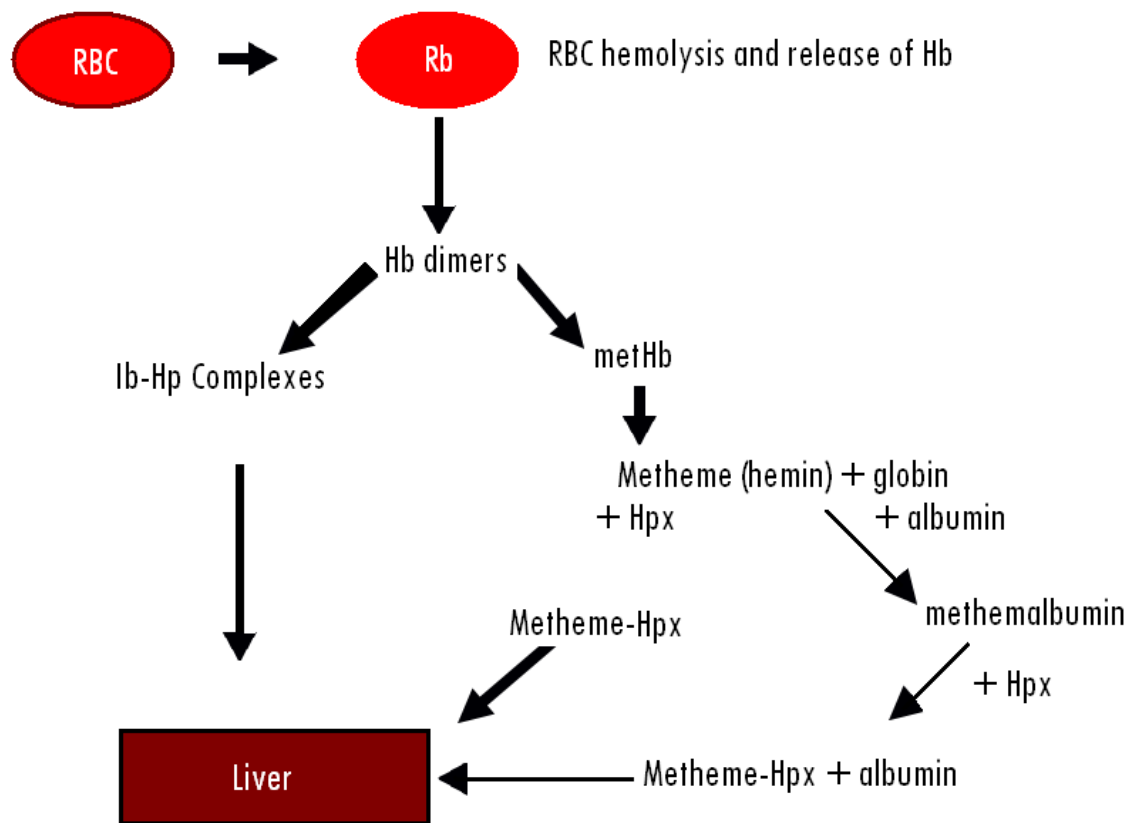 RBC
Rb
RBC hemolysis and release of Hb
Hb dimers
Ib-Hp Complexes
metHb
Metheme (hemin) + globin
+ Hpx
+ albumin
methemalbumin
Metheme-Hpx
+ Hpx
Liver
Metheme-Hpx + albumin